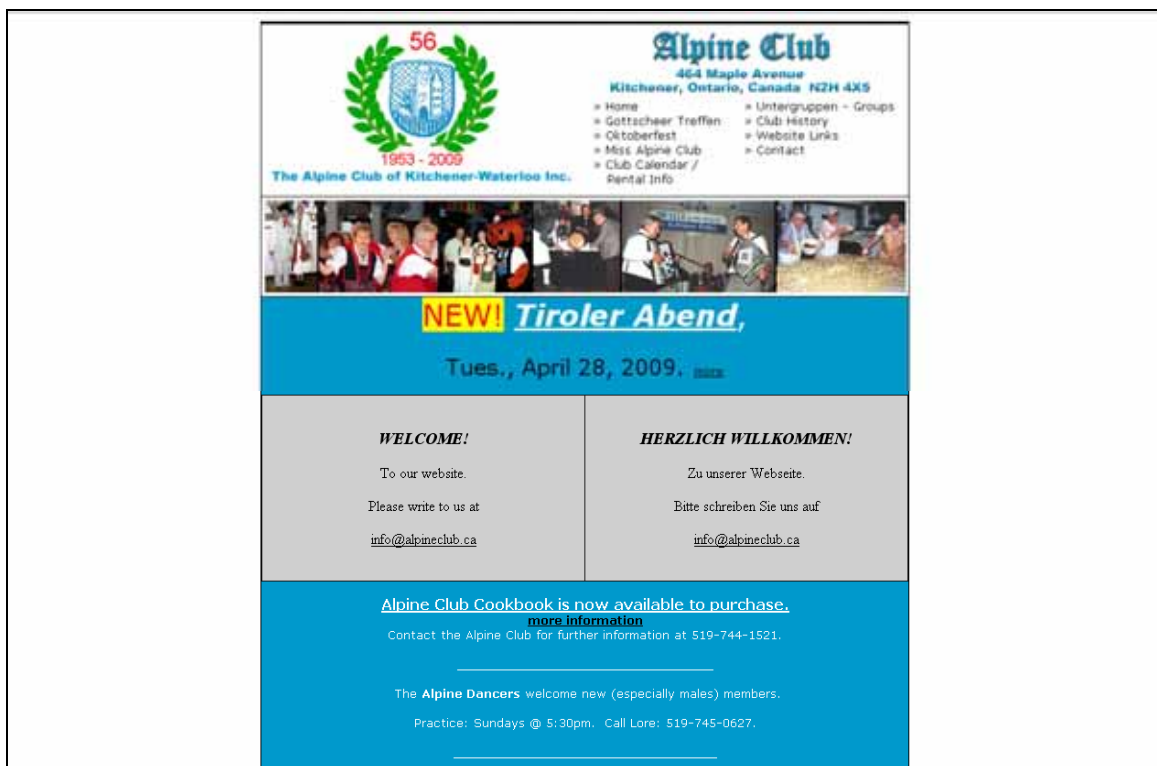 56
1953 - 2009
The Alpine Club of Kitchener-Waterloo Inc.
Alpine Club
464 Maple Avenue
Kitchener, Ontario, Canada N2H 4X5
» Home
» Gottscheer Treffen
» Oktoberfest
» Miss Alpine Club
» Club Calendar /
Rental Info
» Untergruppen - Groups
» Club History
» Website Links
» Contact
NEW! Tiroler Abend,
Tues., April 28, 2009. more
WELCOME!
To our website.
Please write to us at
info@alpineclub.ca
HERZLICH WILLKOMMEN!
Zu unserer Webseite.
Bitte schreiben Sie uns auf
info@alpineclub.ca
Alpine Club Cookbook is now available to purchase.
more information
Contact the Alpine Club for further information at 519-744-1521.
The Alpine Dancers welcome new (especially males) members.
Practice: Sundays @ 5:30pm. Call Lore: 519-745-0627.